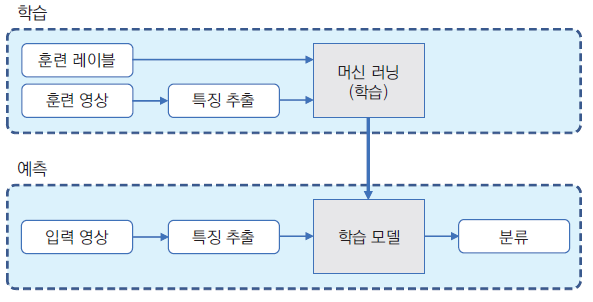 학습
훈련 레이블
훈련 영상
특징 추출
머신 러닝
(학습)
예측
입력 영상
특징 추출
학습 모델
분류